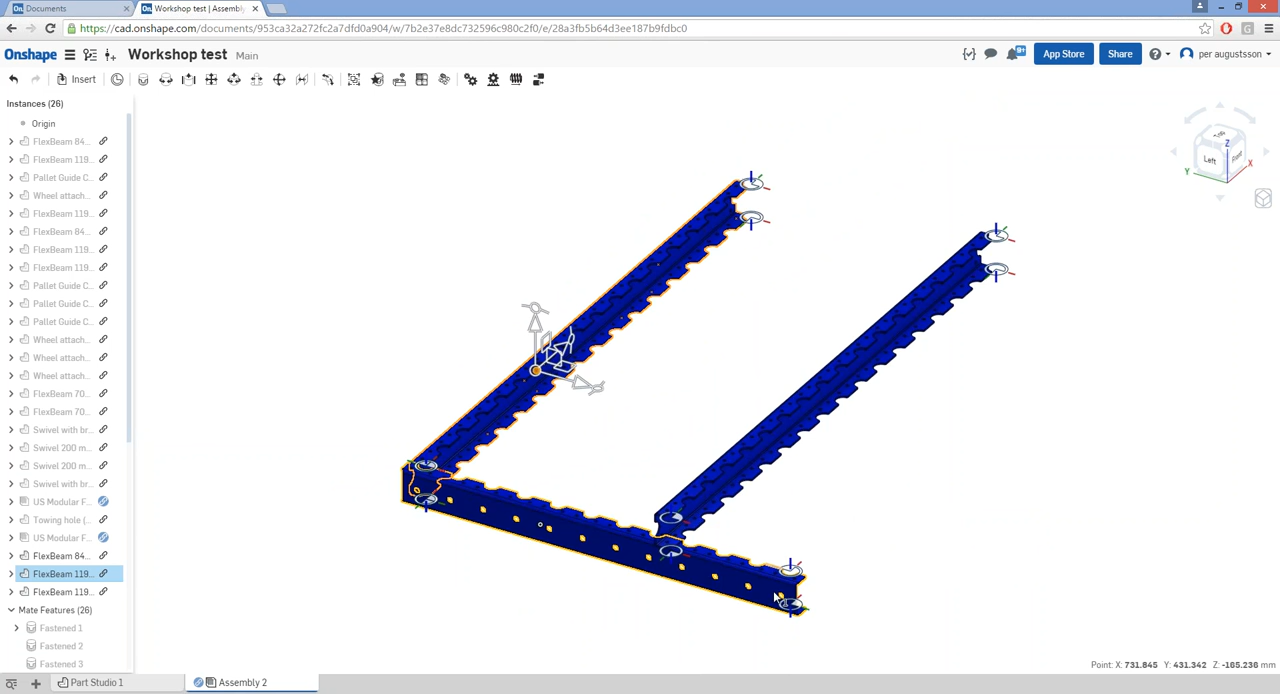 Documents
Workshop test | Assembly
https://cad.onshape.com/documents/953ca32a272fc2a7dfd0a904/w/7b2e37e8dc732596c980c2f0/e/28a3fb5b64d3ee187b9fdbc0
Onshape
Workshop test
Main
App Store
Share
per augustsson
Insert
Instances (26)
Origin
FlexBeam 84...
FlexBeam 119...
Pallet Guide C...
Wheel attach...
FlexBeam 119...
FlexBeam 84...
FlexBeam 119...
FlexBeam 119...
Pallet Guide C...
Pallet Guide C...
Pallet Guide C...
Wheel attach...
Wheel attach...
Wheel attach...
FlexBeam 70...
FlexBeam 70...
Swivel with br...
Swivel 200 m...
Swivel 200 m...
Swivel with br...
US Modular F...
Towing hole (...
US Modular F...
FlexBeam 84...
FlexBeam 119...
FlexBeam 119...
Mate Features (26)
Fastened 1
Fastened 2
Fastened 3
Z
Left
X
Y
Point: X: 731.845 Y: 431.342 Z: -165.236 mm
Part Studio 1
Assembly 2